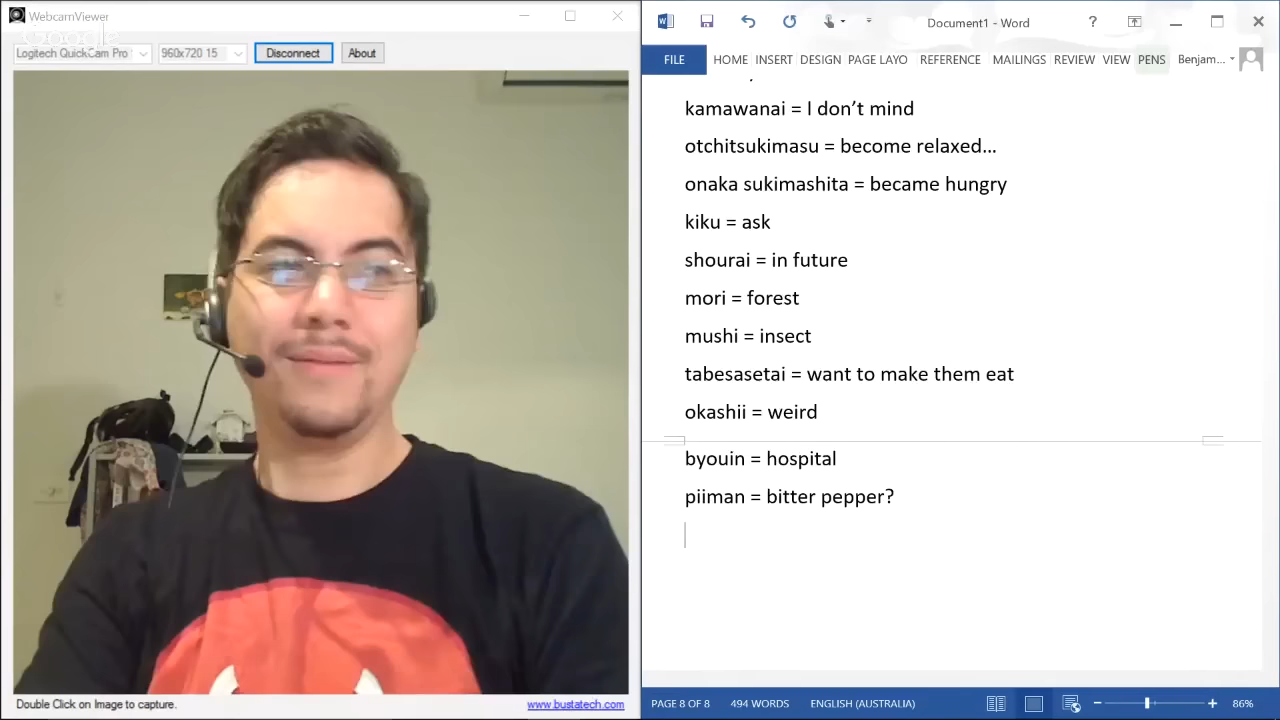 WebcamViewer
Google
Logitech QuickCam Pro
960x720 15
Disconnect
About
Double Click on Image to capture.
www.bustatech.com
Document1 - Word
?
FILE
HOME
INSERT
DESIGN
PAGE LAYO
REFERENCE
MAILINGS
REVIEW
VIEW
PENS
Benjam...
kamawanai = I don’t mind
otchitsukimasu = become relaxed...
onaka sukimashita = became hungry
kiku = ask
shourai = in future
mori = forest
mushi = insect
tabesasetai = want to make them eat
okashii = weird
byouin = hospital
piiman = bitter pepper?
PAGE 8 OF 8
494 WORDS
ENGLISH (AUSTRALIA)
86%